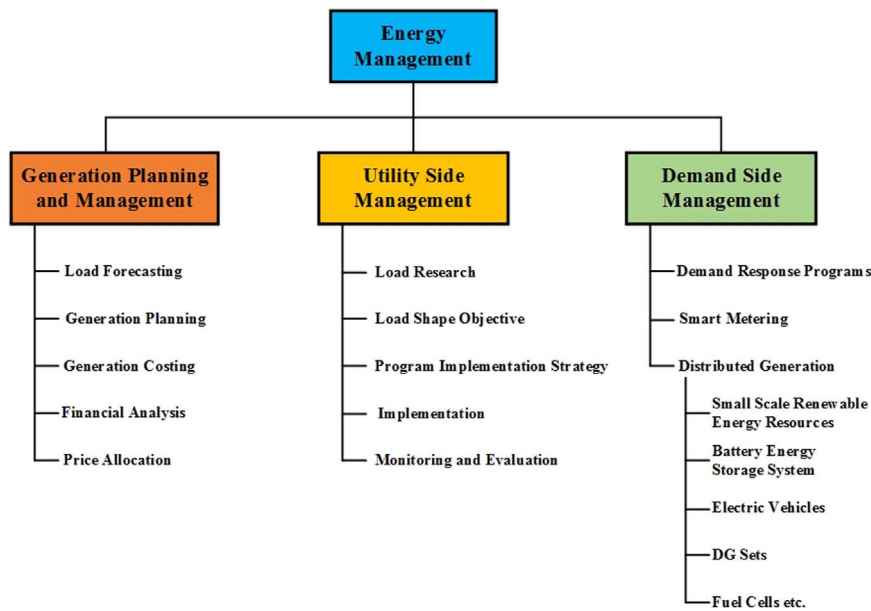 Energy
Management
Generation Planning
and Management
Utility Side
Management
Demand Side
Management
Load Forecasting
Generation Planning
Generation Costing
Financial Analysis
Price Allocation
Load Research
Load Shape Objective
Program Implementation Strategy
Implementation
Monitoring and Evaluation
Demand Response Programs
Smart Metering
Distributed Generation
Small Scale Renewable
Energy Resources
Battery Energy
Storage System
Electric Vehicles
DG Sets
Fuel Cells etc.